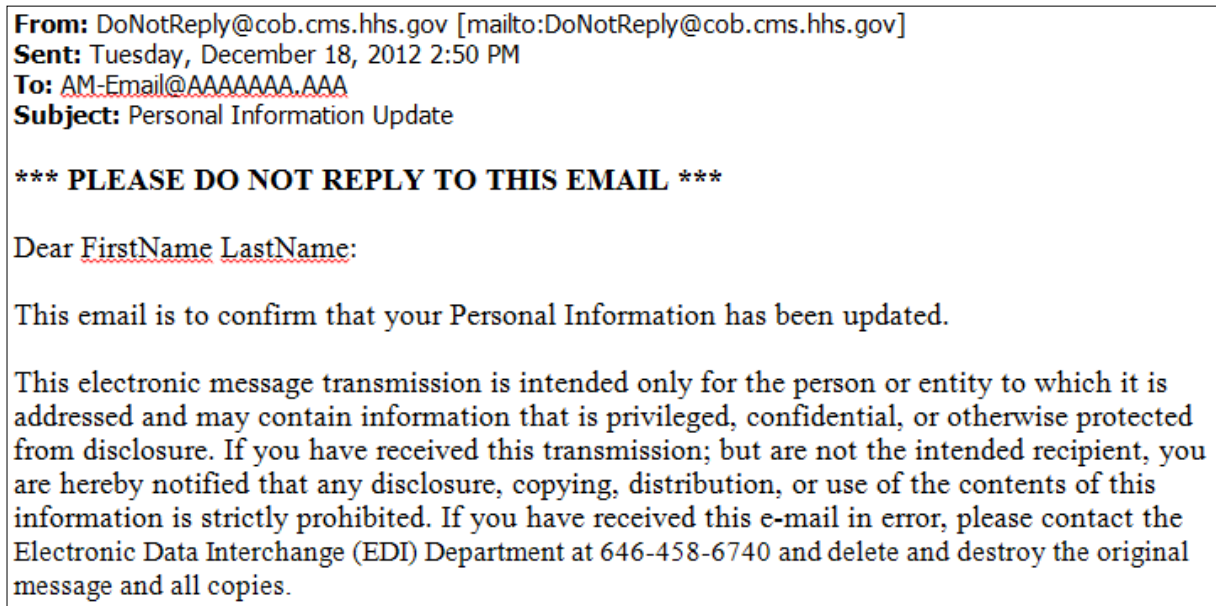 From: DoNotReply@cob.cms.hhs.gov [mailto:DoNotReply@cob.cms.hhs.gov]
Sent: Tuesday, December 18, 2012 2:50 PM
To: AM-Email@AAAAAAA.AAA
Subject: Personal Information Update
*** PLEASE DO NOT REPLY TO THIS EMAIL ***
Dear FirstName LastName:
This email is to confirm that your Personal Information has been updated.
This electronic message transmission is intended only for the person or entity to which it is
addressed and may contain information that is privileged, confidential, or otherwise protected
from disclosure. If you have received this transmission; but are not the intended recipient, you
are hereby notified that any disclosure, copying, distribution, or use of the contents of this
information is strictly prohibited. If you have received this e-mail in error, please contact the
Electronic Data Interchange (EDI) Department at 646-458-6740 and delete and destroy the original
message and all copies.